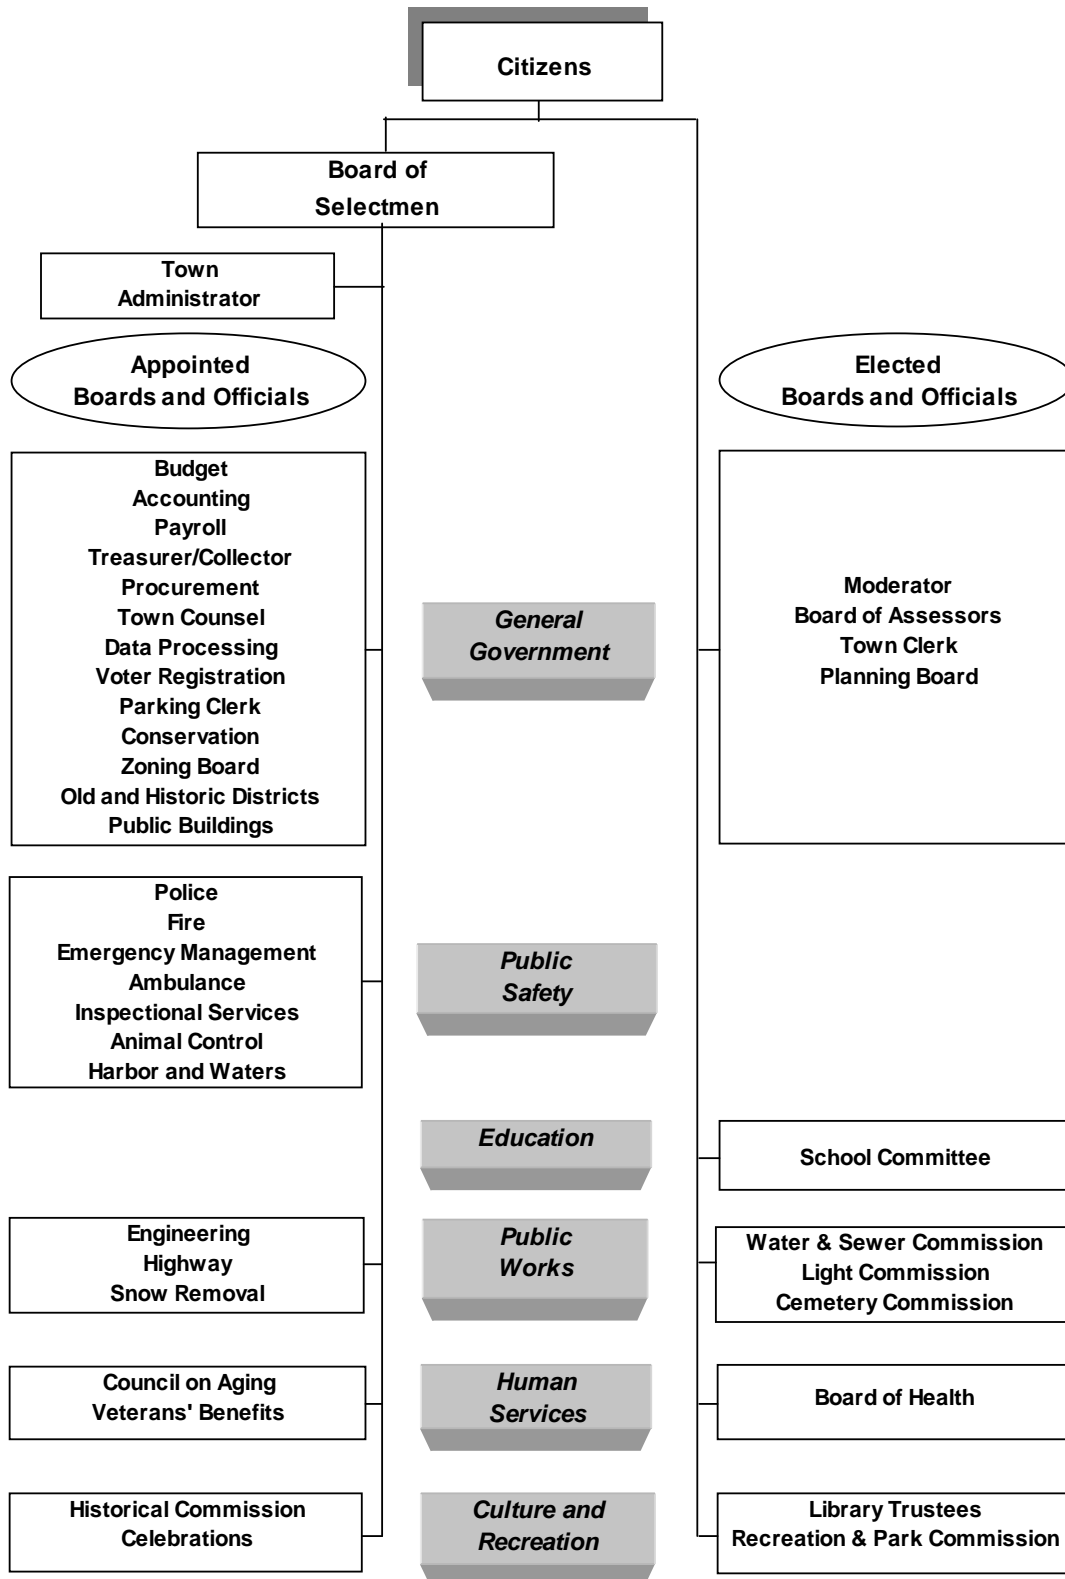 Citizens
Board of
Selectmen
Town
Administrator
Appointed
Boards and Officials
Elected
Boards and Officials
Budget
Accounting
Payroll
Treasurer/Collector
Procurement
Town Counsel
Data Processing
Voter Registration
Parking Clerk
Conservation
Zoning Board
Old and Historic Districts
Public Buildings
General
Government
Moderator
Board of Assessors
Town Clerk
Planning Board
Police
Fire
Emergency Management
Ambulance
Inspectional Services
Animal Control
Harbor and Waters
Public
Safety
Education
School Committee
Engineering
Highway
Snow Removal
Public
Works
Water & Sewer Commission
Light Commission
Cemetery Commission
Council on Aging
Veterans' Benefits
Human
Services
Board of Health
Historical Commission
Celebrations
Culture and
Recreation
Library Trustees
Recreation & Park Commission